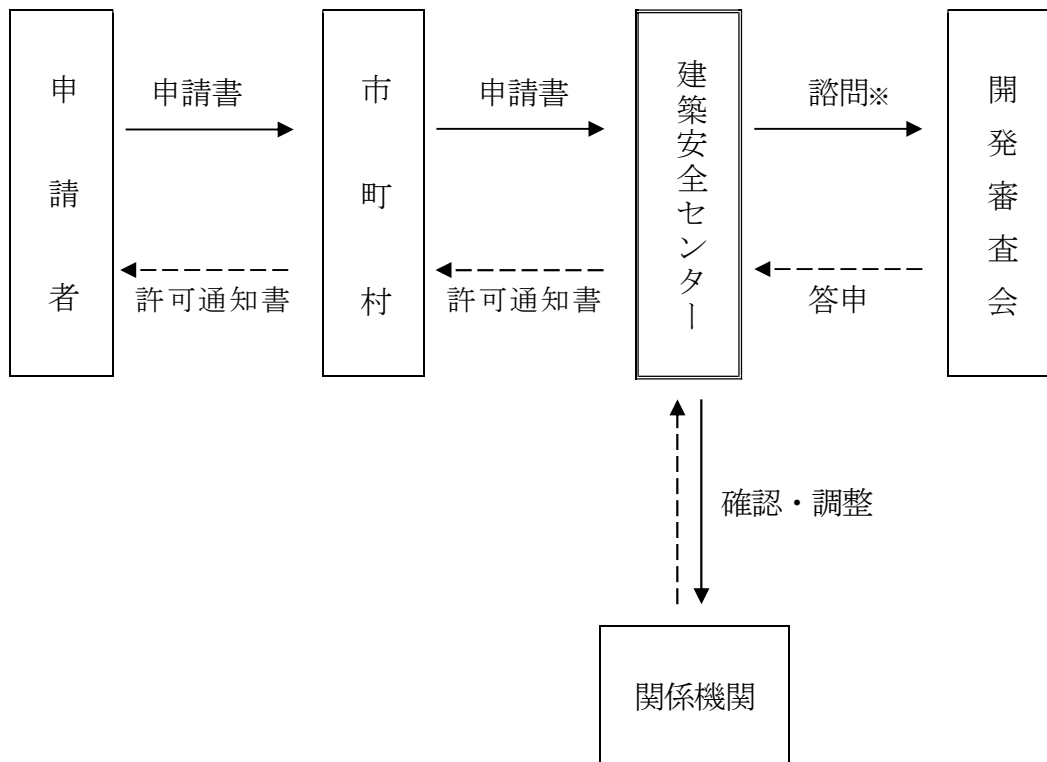 申請者
申請書
市町村
申請書
建築安全センター
諮問※
開発審査会
許可通知書
許可通知書
答申
確認・調整
関係機関